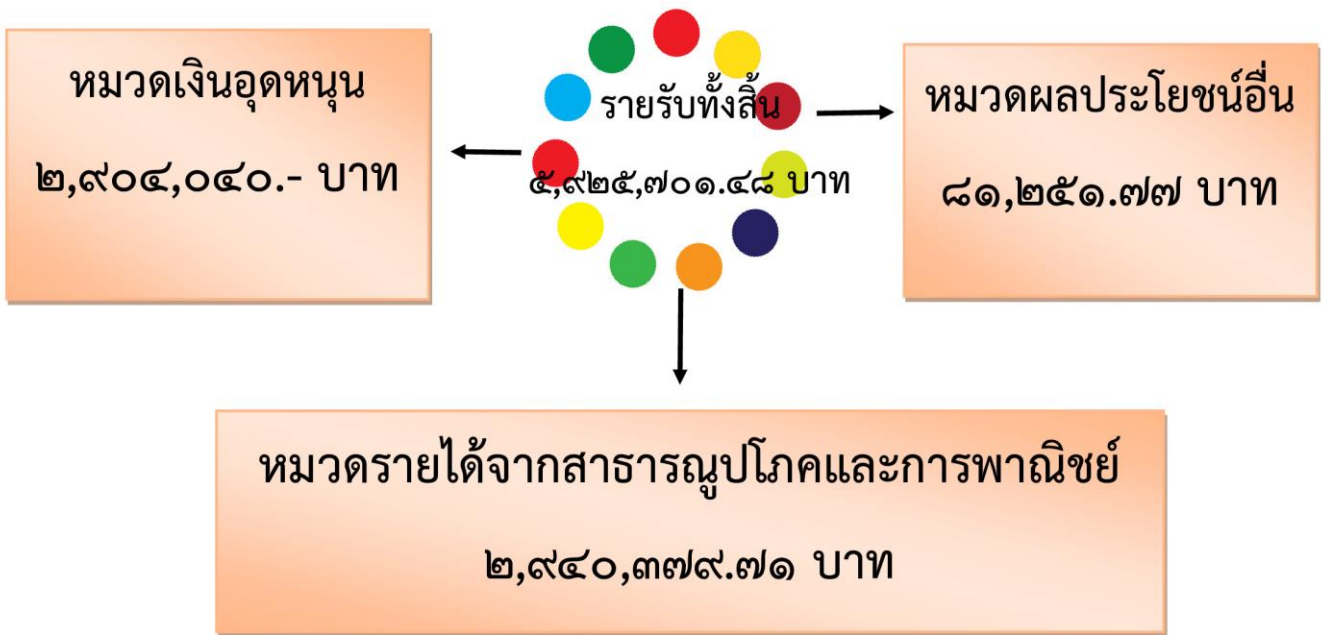 หมวดเงินอุดหนุน
๒,๙๐๔,๐๔๐.- บาท
รายรับทั้งสิ้น
๕,๙๒๕,๗๐๑.๔๘ บาท
หมวดผลประโยชน์อื่น
๘๑,๒๕๑.๗๗ บาท
หมวดรายได้จากสาธารณูปโภคและการพาณิชย์
๒,๙๔๐,๓๗๙.๗๑ บาท